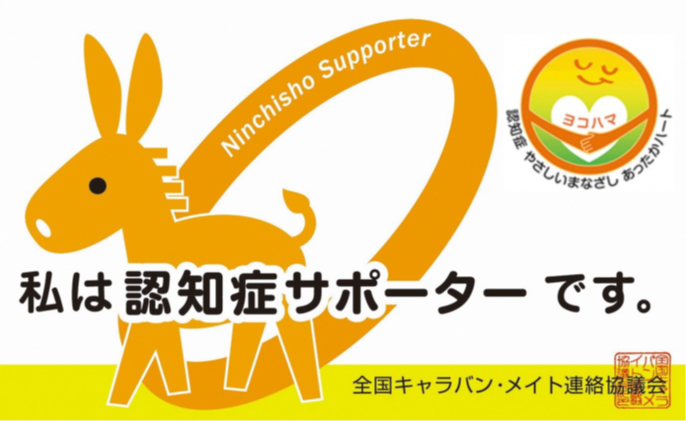 Ninchisho Supporter
ヨコハマ
認知症 やさしいまなざし あったかハート
私は 認知症サポーター です。
全国キャラバン・メイト連絡協議会